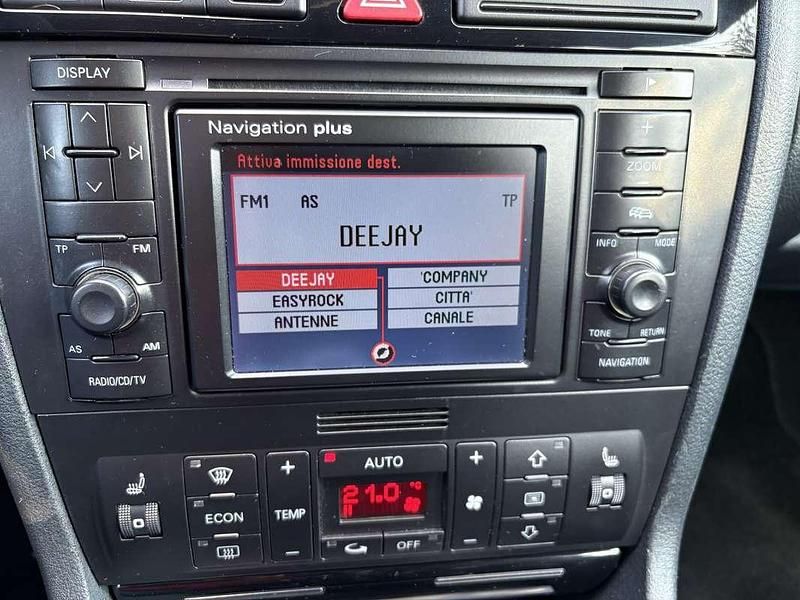 DISPLAY
Navigation plus
Attiva immissione dest.
FM1 AS TP
DEEJAY
DEEJAY 'COMPANY
EASYROCK CITTA'
ANTENNE CANALE
+
ZOOM
-
INFO MODE
TP FM
AS AM
RADIO/CD/TV
TONE RETURN
NAVIGATION
+
TEMP
-
ECON
AUTO
21.0 °C
OFF
+
-